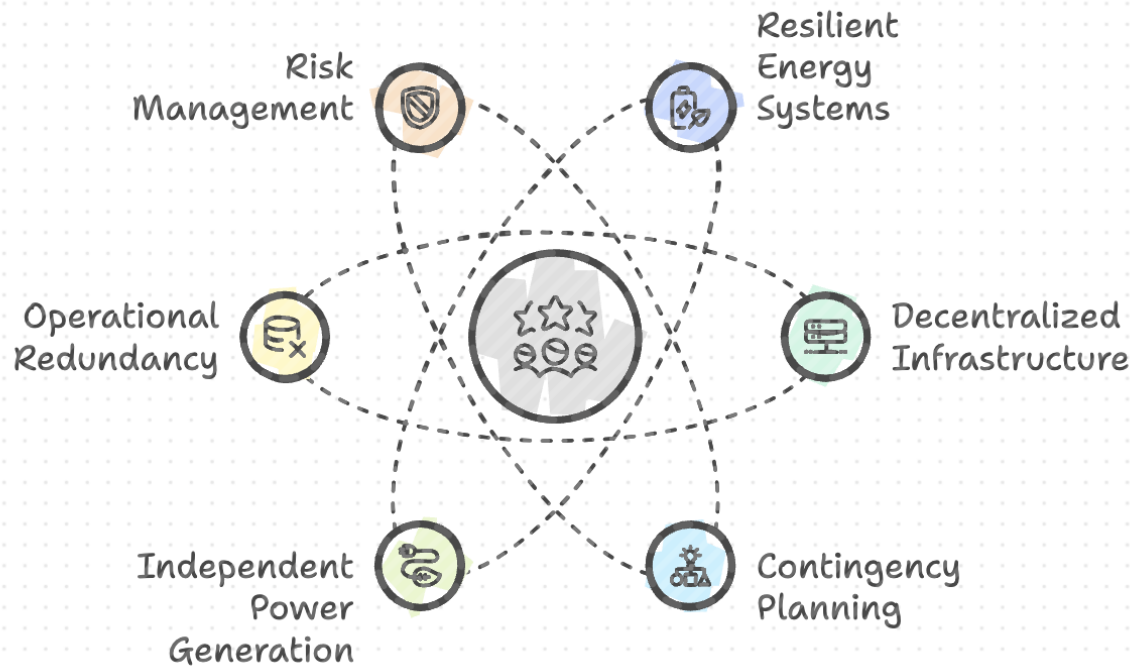 Risk
Management
Resilient
Energy
Systems
Operational
Redundancy
Decentralized
Infrastructure
Independent
Power
Generation
Contingency
Planning